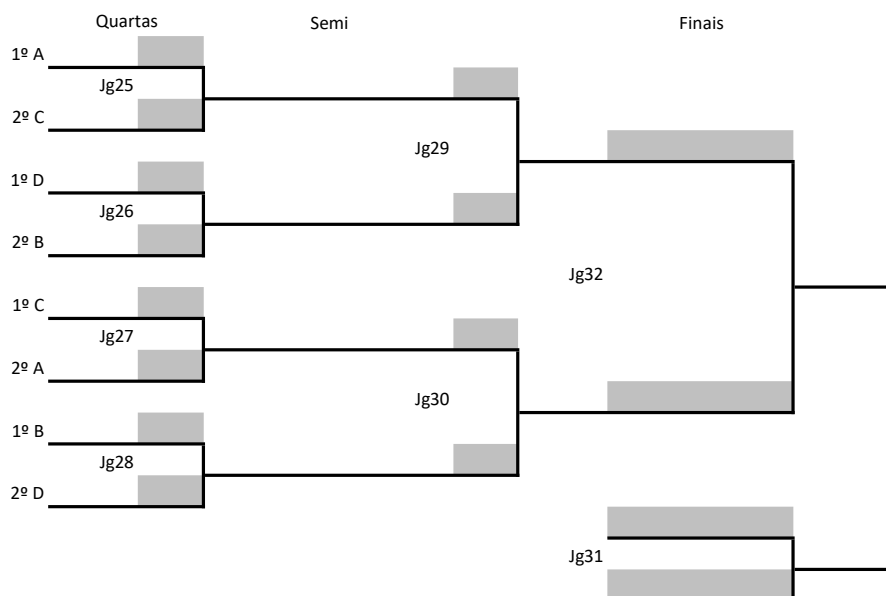 Quartas Semi Finais
1º A
Jg25
2º C
Jg29
1º D
Jg26
2º B
Jg32
1º C
Jg27
2º A
Jg30
1º B
Jg28
2º D
Jg31